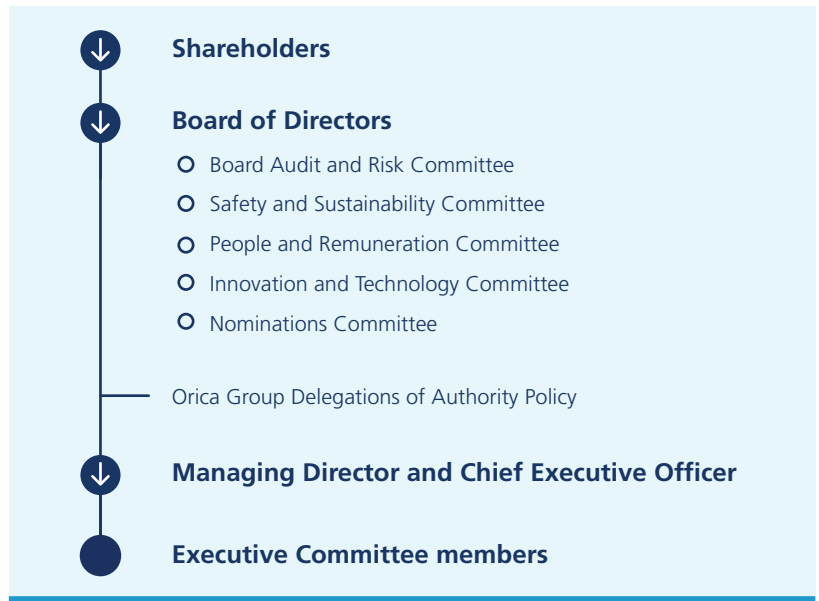 Shareholders
Board of Directors
Board Audit and Risk Committee
Safety and Sustainability Committee
People and Remuneration Committee
Innovation and Technology Committee
Nominations Committee
Orica Group Delegations of Authority Policy
Managing Director and Chief Executive Officer
Executive Committee members